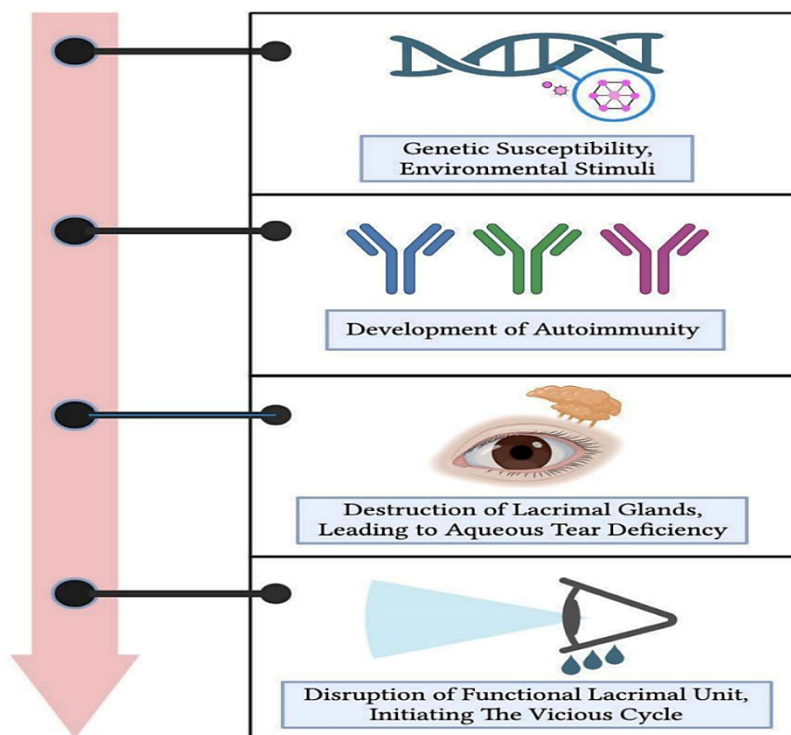 Genetic Susceptibility,
Environmental Stimuli
Development of Autoimmunity
Destruction of Lacrimal Glands,
Leading to Aqueous Tear Deficiency
Disruption of Functional Lacrimal Unit,
Initiating The Vicious Cycle